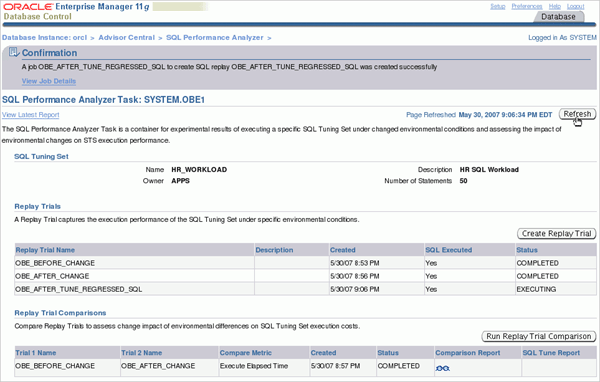 ORACLE Enterprise Manager 11g
Database Control
Setup Preferences Help Logout
Database
Database Instance: orcl > Advisor Central > SQL Performance Analyzer >
Logged in As SYSTEM
Confirmation
A job OBE_AFTER_TUNE_REGRESSED_SQL to create SQL replay OBE_AFTER_TUNE_REGRESSED_SQL was created successfully
View Job Details
SQL Performance Analyzer Task: SYSTEM.OBE1
View Latest Report
Page Refreshed May 30, 2007 9:06:34 PM EDT Refresh
The SQL Performance Analyzer Task is a container for experimental results of executing a specific SQL Tuning Set under changed environmental conditions and assessing the impact of
environmental changes on STS execution performance.
SQL Tuning Set
Name HR_WORKLOAD Description HR SQL Workload
Owner APPS Number of Statements 50
Replay Trials
A Replay Trial captures the execution performance of the SQL Tuning Set under specific environmental conditions.
Create Replay Trial
Replay Trial Name Description Created SQL Executed Status
OBE_BEFORE_CHANGE 5/30/07 8:53 PM Yes COMPLETED
OBE_AFTER_CHANGE 5/30/07 8:56 PM Yes COMPLETED
OBE_AFTER_TUNE_REGRESSED_SQL 5/30/07 9:06 PM Yes EXECUTING
Replay Trial Comparisons
Compare Replay Trials to assess change impact of environmental differences on SQL Tuning Set execution costs.
Run Replay Trial Comparison
Trial 1 Name Trial 2 Name Compare Metric Created Status Comparison Report SQL Tune Report
OBE_BEFORE_CHANGE OBE_AFTER_CHANGE Execute Elapsed Time 5/30/07 8:57 PM COMPLETED